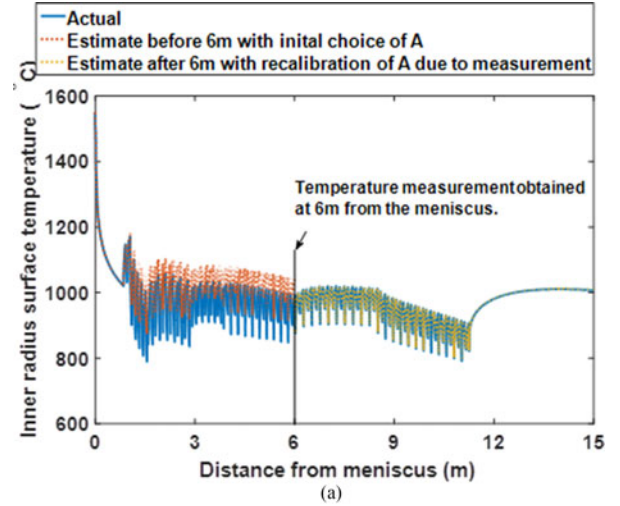 Actual
Estimate before 6m with inital choice of A
Estimate after 6m with recalibration of A due to measurement
Inner radius surface temperature (°C)
1600
1400
1200
1000
800
600
Temperature measurement obtained
at 6m from the meniscus.
0 3 6 9 12 15
Distance from meniscus (m)
(a)